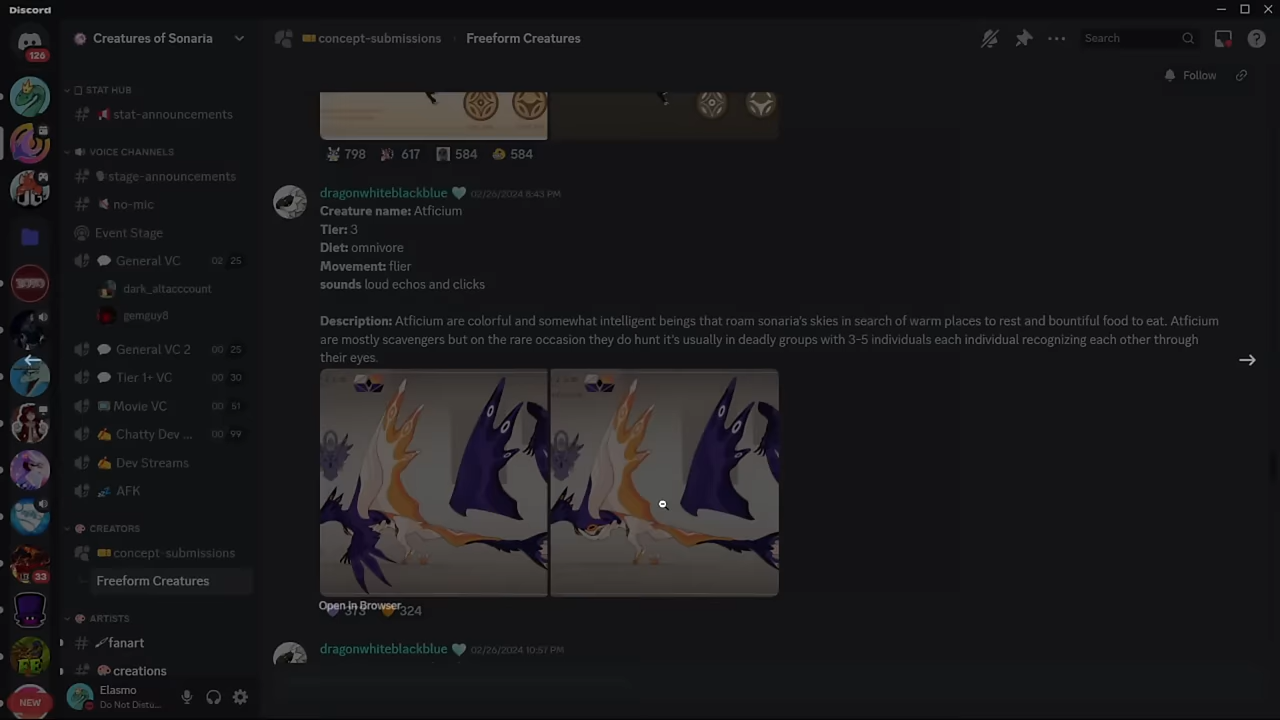 Discord
126
Creatures of Sonaria
concept-submissions
Freeform Creatures
Search
Follow
STAT HUB
stat-announcements
VOICE CHANNELS
stage-announcements
no-mic
Event Stage
General VC 02 25
dark_altacccount
gemguy8
General VC 2 00 25
Tier 1+ VC 00 30
Movie VC 00 51
Chatty Dev ... 00 99
Dev Streams
AFK
CREATORS
concept-submissions
Freeform Creatures
ARTISTS
fanart
creations
33
NEW
Elasmo
Do Not Distu...
798 617 584 584
dragonwhiteblackblue 02/26/2024 8:43 PM
Creature name: Atficium
Tier: 3
Diet: omnivore
Movement: flier
sounds loud echos and clicks
Description: Atficium are colorful and somewhat intelligent beings that roam sonaria's skies in search of warm places to rest and bountiful food to eat. Atficium
are mostly scavengers but on the rare occasion they do hunt it's usually in deadly groups with 3-5 individuals each individual recognizing each other through
their eyes.
Open in Browser
373 324
dragonwhiteblackblue 02/26/2024 10:57 PM